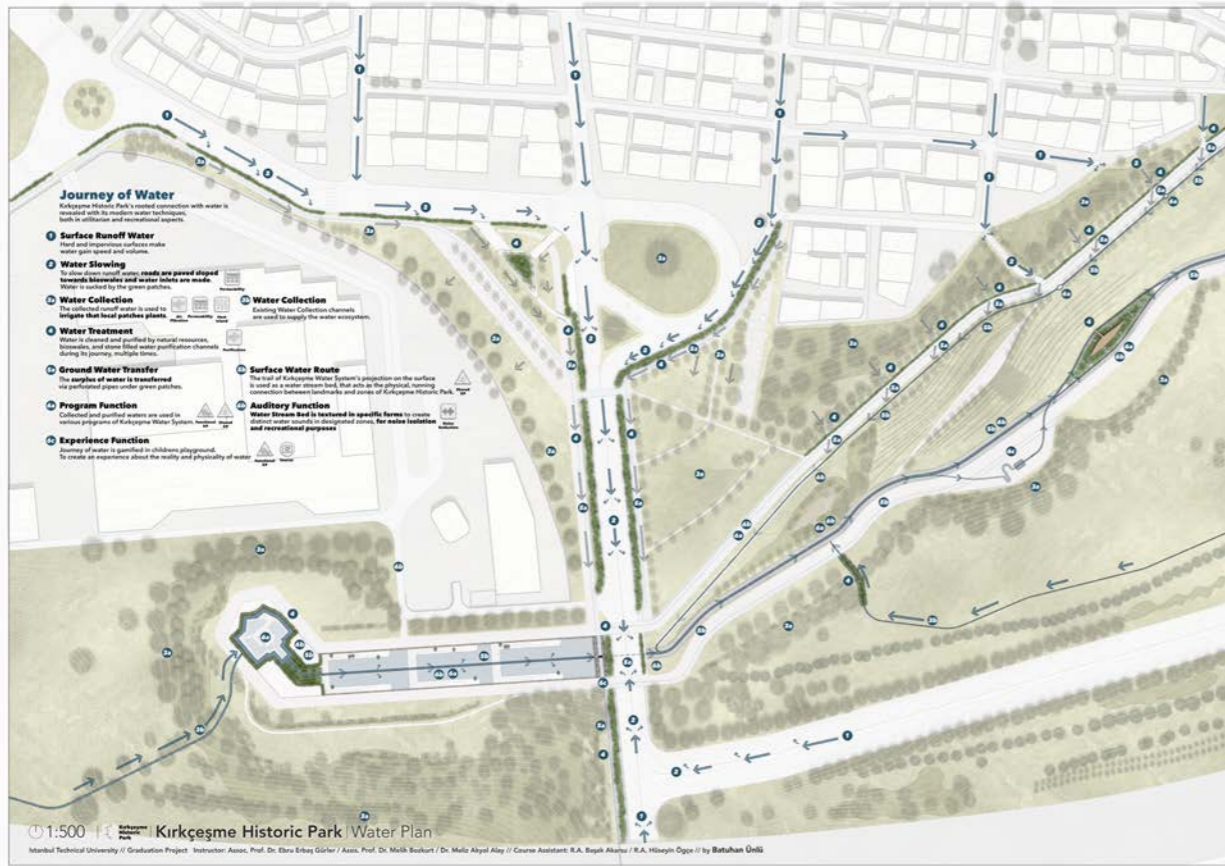 Journey of Water
Kırkçeşme Historic Park's rooted connection with water is
revealed with its modern water techniques,
both in utilitarian and recreational aspects.
1 Surface Runoff Water
Hard and impervious surfaces make
water gain speed and volume.
2 Water Slowing
To slow down runoff water, roads are paved sloped
towards bioswales and water inlets are made.
Water is sucked by the green patches.
Permeability
3a Water Collection
The collected runoff water is used to
irrigate that local patches plants.
Permeability
3b Water Collection
Existing Water Collection channels
are used to supply the water ecosystem.
4 Water Treatment
Water is cleaned and purified by natural resources,
bioswales, and stone filled water purification channels
during its journey, multiple times.
Purification
5a Ground Water Transfer
The surplus of water is transferred
via perforated pipes under green patches.
5b Surface Water Route
The trail of Kırkçeşme Water System's projection on the surface
is used as a water stream bed, that acts as the physical, running
connection between landmarks and zones of Kırkçeşme Historic Park.
6a Program Function
Collected and purified waters are used in
various programs of Kırkçeşme Water System.
6b Auditory Function
Water Stream Bed is textured in specific forms to create
distinct water sounds in designated zones, for noise isolation
and recreational purposes
6c Experience Function
Journey of water is gamified in childrens playground.
To create an experience about the reality and physicality of water
1:500 Kırkçeşme Historic Park Kırkçeşme Historic Park | Water Plan
Istanbul Technical University // Graduation Project Instructor: Assoc. Prof. Dr. Ebru Erbaş Gürler / Assos. Prof. Dr. Melih Bozkurt / Dr. Meliz Akyol Alay // Course Assistant: R.A. Başak Akarsu / R.A. Hüseyin Ögçe // by Batuhan Ünlü